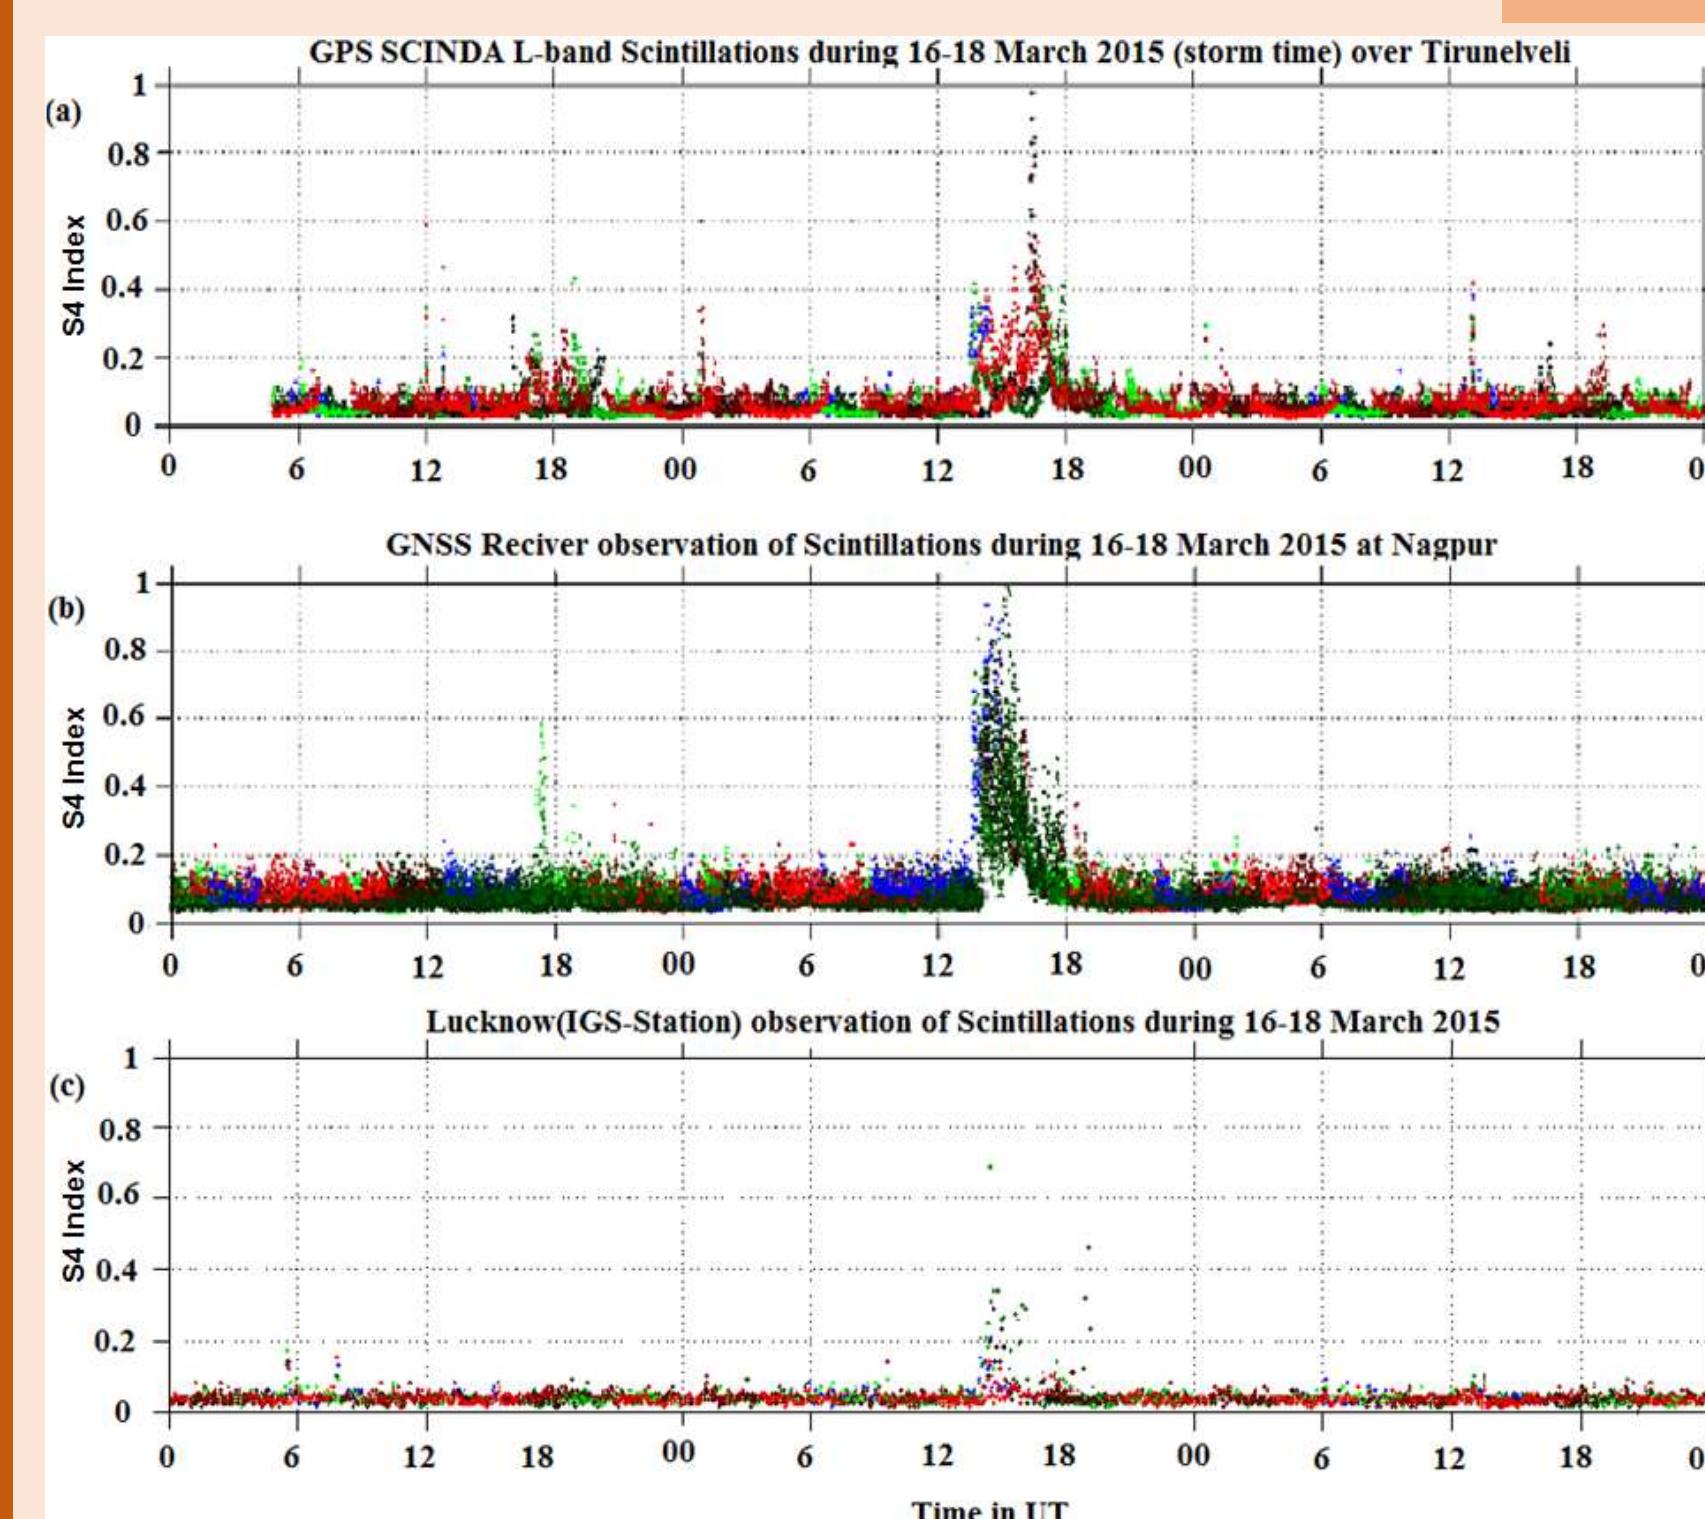 GPS SCINDA L-band Scintillations during 16-18 March 2015 (storm time) over Tirunelveli
(a)
1
0.8
0.6
0.4
0.2
0
S4 Index
0 6 12 18 00 6 12 18 00 6 12 18 0
GNSS Reciver observation of Scintillations during 16-18 March 2015 at Nagpur
(b)
1
0.8
0.6
0.4
0.2
0
S4 Index
0 6 12 18 00 6 12 18 00 6 12 18 0
Lucknow(IGS-Station) observation of Scintillations during 16-18 March 2015
(c)
1
0.8
0.6
0.4
0.2
0
S4 Index
0 6 12 18 00 6 12 18 00 6 12 18 0
Time in UT